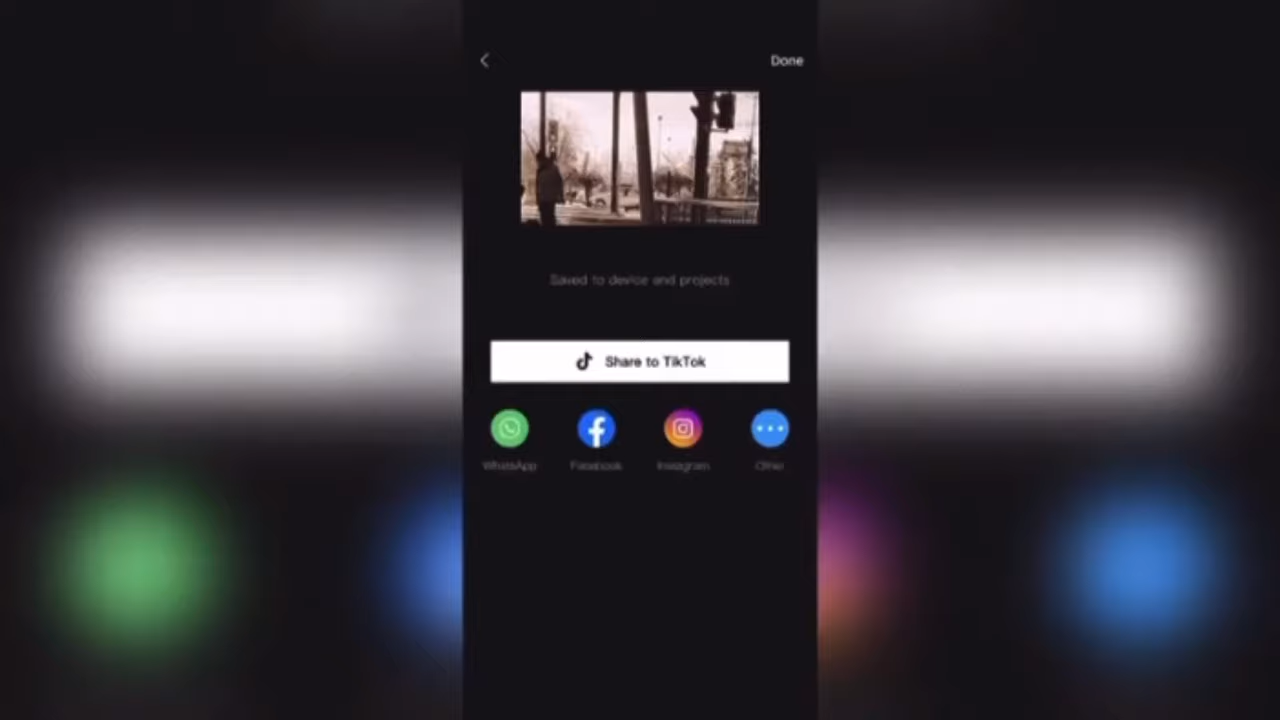 Done
Saved to device and projects
Share to TikTok
WhatsApp Facebook Instagram Other